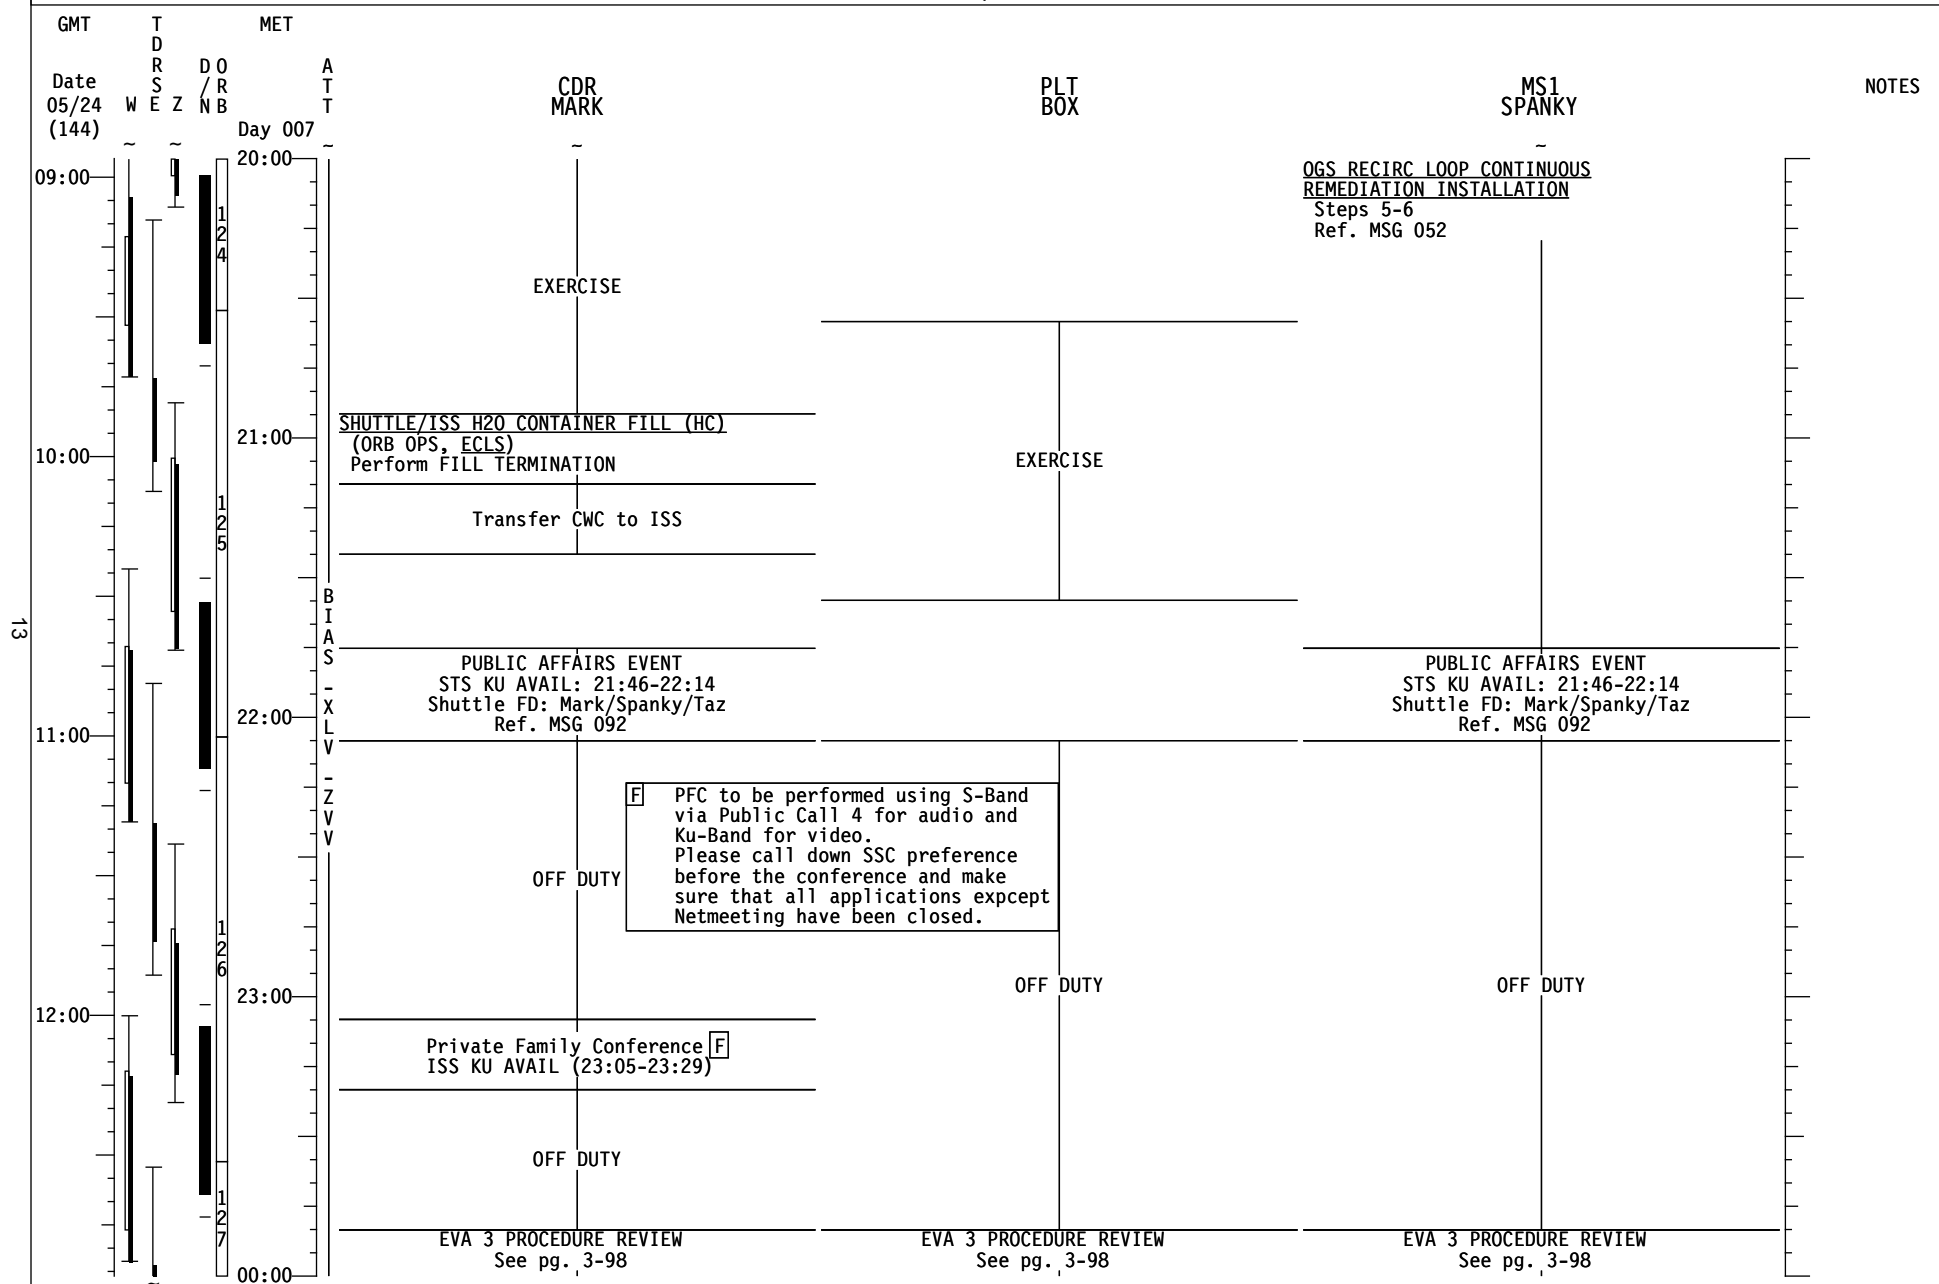 GMT
TDRSE
MET
Date
05/24
(144)
W E Z
D/N
ORB
ATT
Day 007
CDR
MARK
PLT
BOX
MS1
SPANKY
NOTES
~ ~ ~ ~ ~
20:00
09:00
124
OGS RECIRC LOOP CONTINUOUS
REMEDIATION INSTALLATION
Steps 5-6
Ref. MSG 052
EXERCISE
SHUTTLE/ISS H2O CONTAINER FILL (HC)
(ORB OPS, ECLS)
Perform FILL TERMINATION
21:00
10:00
EXERCISE
125
Transfer CWC to ISS
BIAS -XLV -ZVV
13
PUBLIC AFFAIRS EVENT
STS KU AVAIL: 21:46-22:14
Shuttle FD: Mark/Spanky/Taz
Ref. MSG 092
PUBLIC AFFAIRS EVENT
STS KU AVAIL: 21:46-22:14
Shuttle FD: Mark/Spanky/Taz
Ref. MSG 092
22:00
11:00
F PFC to be performed using S-Band
via Public Call 4 for audio and
Ku-Band for video.
Please call down SSC preference
before the conference and make
sure that all applications expcept
Netmeeting have been closed.
OFF DUTY
126
OFF DUTY
OFF DUTY
23:00
12:00
Private Family Conference F
ISS KU AVAIL (23:05-23:29)
OFF DUTY
127
EVA 3 PROCEDURE REVIEW
See pg. 3-98
EVA 3 PROCEDURE REVIEW
See pg. 3-98
EVA 3 PROCEDURE REVIEW
See pg. 3-98
00:00